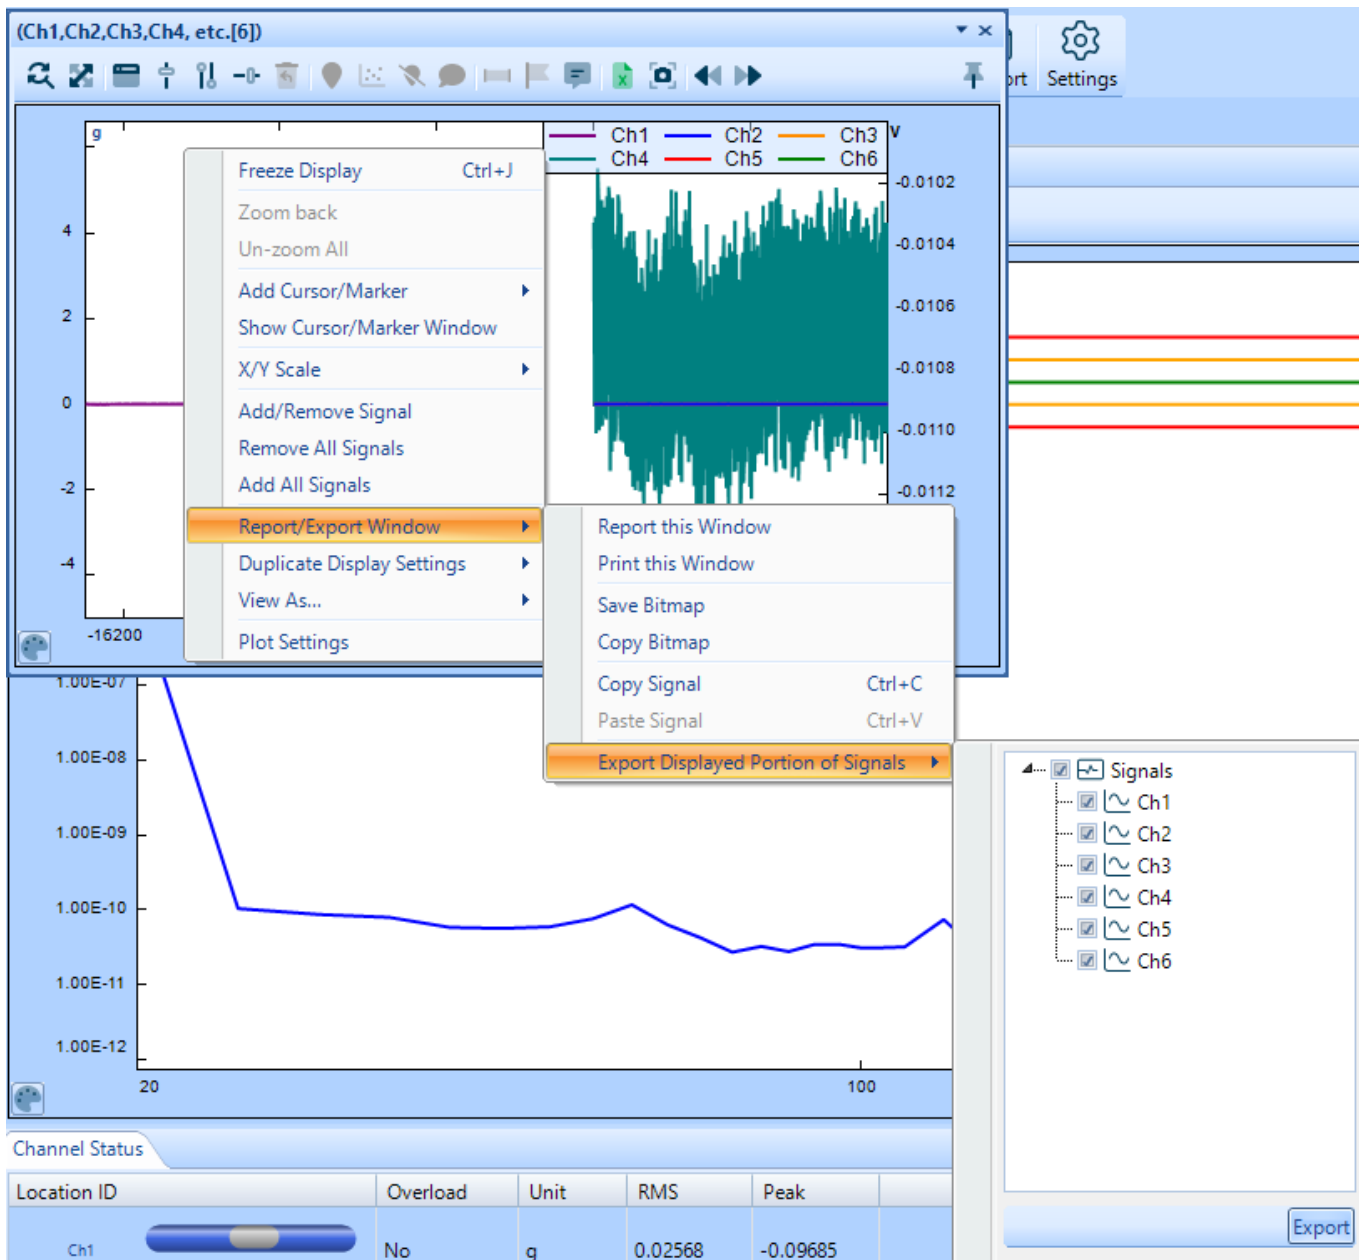 (Ch1,Ch2,Ch3,Ch4, etc.[6])
Settings
g
Ch1 Ch2 Ch3
Ch4 Ch5 Ch6
V
4
2
0
-2
-4
-16200
-0.0102
-0.0104
-0.0106
-0.0108
-0.0110
-0.0112
Freeze Display Ctrl+J
Zoom back
Un-zoom All
Add Cursor/Marker
Show Cursor/Marker Window
X/Y Scale
Add/Remove Signal
Remove All Signals
Add All Signals
Report/Export Window
Duplicate Display Settings
View As...
Plot Settings
Report this Window
Print this Window
Save Bitmap
Copy Bitmap
Copy Signal Ctrl+C
Paste Signal Ctrl+V
Export Displayed Portion of Signals
Signals
Ch1
Ch2
Ch3
Ch4
Ch5
Ch6
Export
1.00E-07
1.00E-08
1.00E-09
1.00E-10
1.00E-11
1.00E-12
20 100
Channel Status
Location ID Overload Unit RMS Peak
Ch1 No g 0.02568 -0.09685